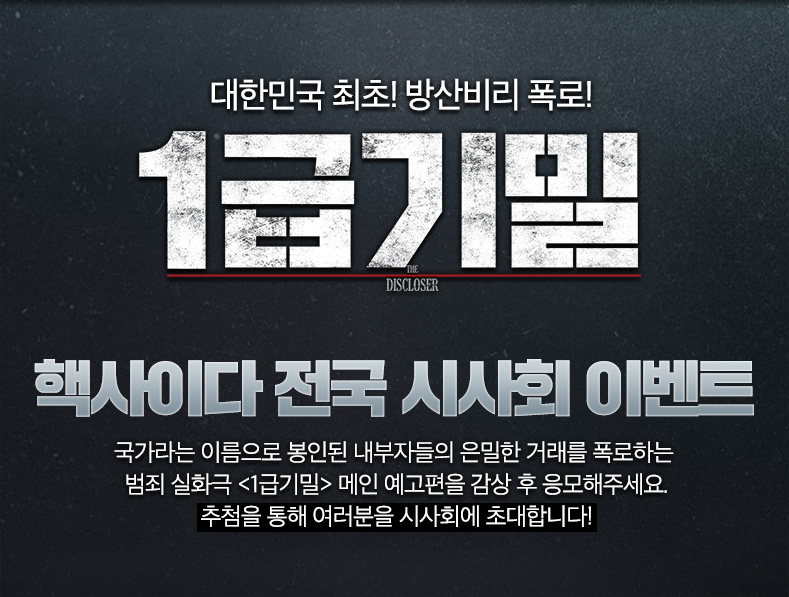 대한민국 최초! 방산비리 폭로!
1급기밀
THE
DISCLOSER
핵사이다 전국 시사회 이벤트
국가라는 이름으로 봉인된 내부자들의 은밀한 거래를 폭로하는
범죄 실화극 <1급기밀> 메인 예고편을 감상 후 응모해주세요.
추첨을 통해 여러분을 시사회에 초대합니다!